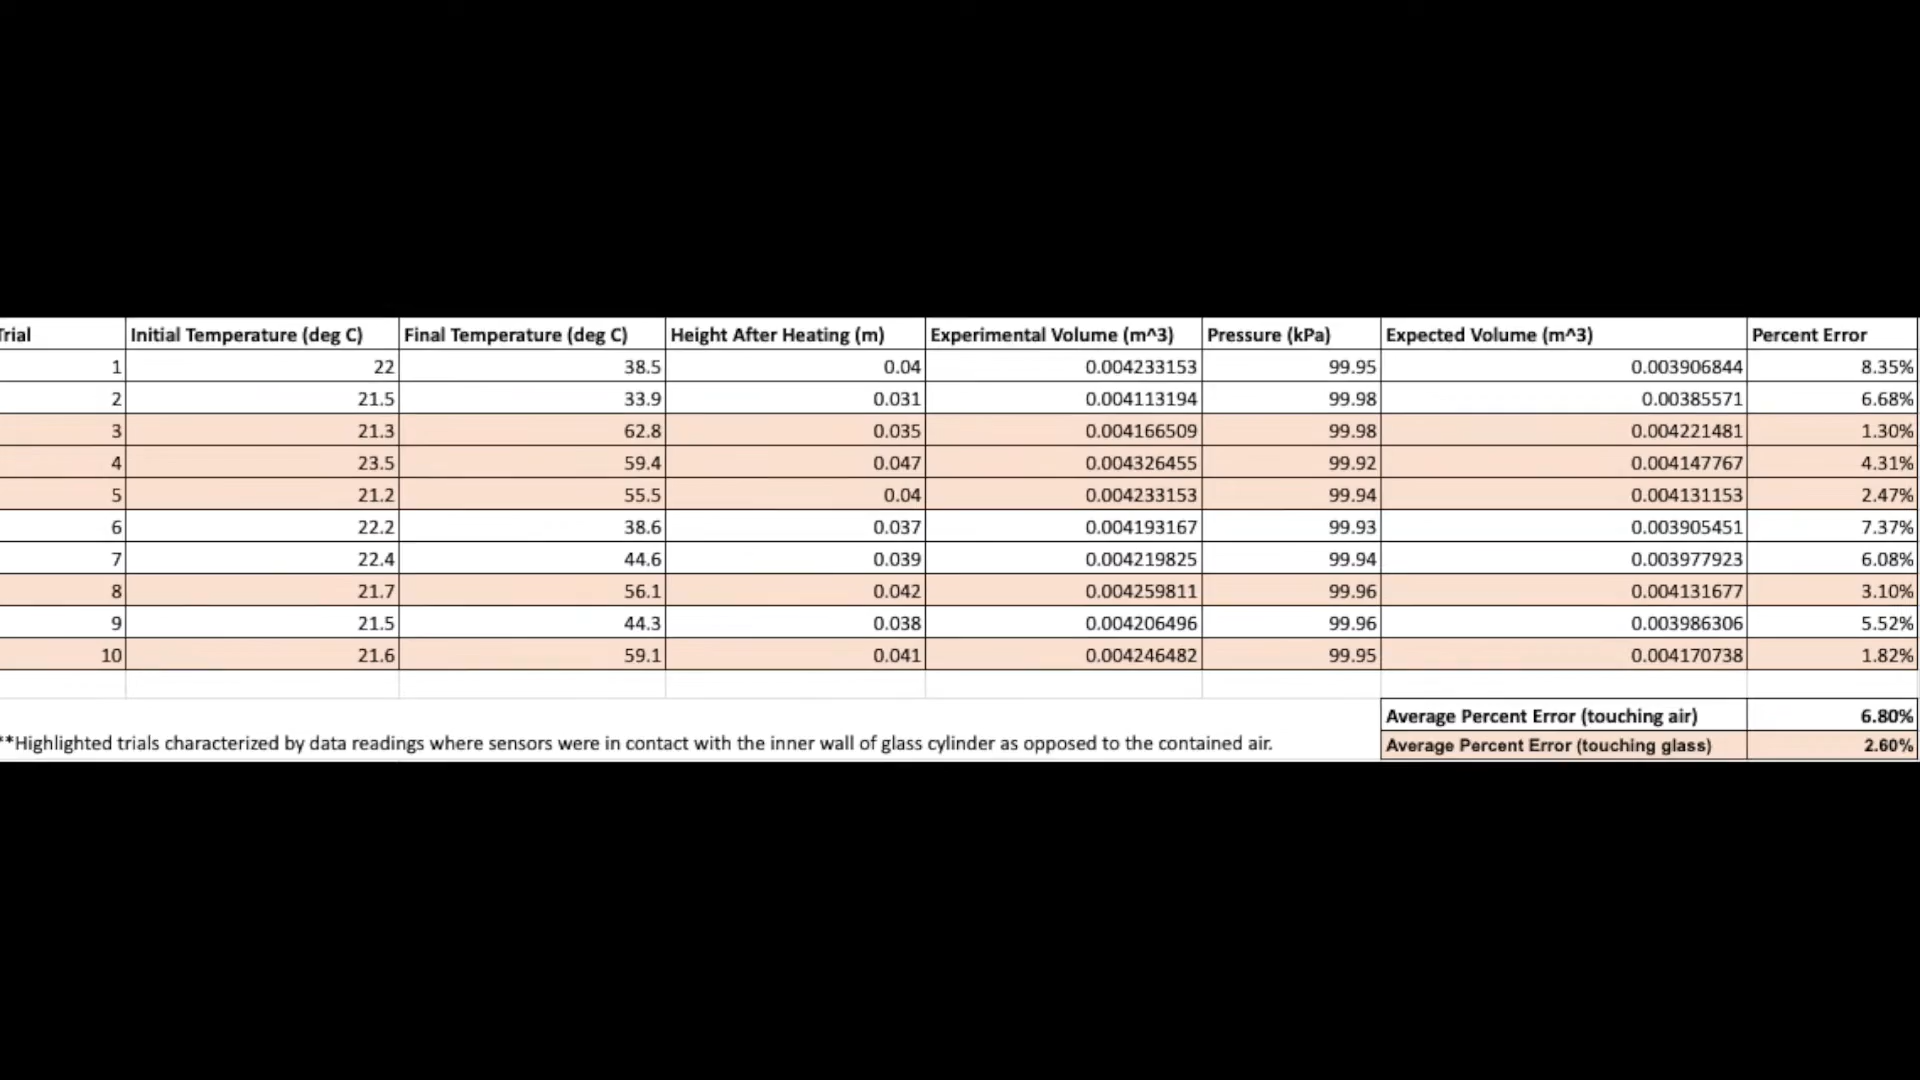 Trial Initial Temperature (deg C) Final Temperature (deg C) Height After Heating (m) Experimental Volume (m^3) Pressure (kPa) Expected Volume (m^3) Percent Error
1 22 38.5 0.04 0.004233153 99.95 0.003906844 8.35%
2 21.5 33.9 0.031 0.004113194 99.98 0.00385571 6.68%
3 21.3 62.8 0.035 0.004166509 99.98 0.004221481 1.30%
4 23.5 59.4 0.047 0.004326455 99.92 0.004147767 4.31%
5 21.2 55.5 0.04 0.004233153 99.94 0.004131153 2.47%
6 22.2 38.6 0.037 0.004193167 99.93 0.003905451 7.37%
7 22.4 44.6 0.039 0.004219825 99.94 0.003977923 6.08%
8 21.7 56.1 0.042 0.004259811 99.96 0.004131677 3.10%
9 21.5 44.3 0.038 0.004206496 99.96 0.003986306 5.52%
10 21.6 59.1 0.041 0.004246482 99.95 0.004170738 1.82%
Average Percent Error (touching air) 6.80%
**Highlighted trials characterized by data readings where sensors were in contact with the inner wall of glass cylinder as opposed to the contained air.
Average Percent Error (touching glass) 2.60%